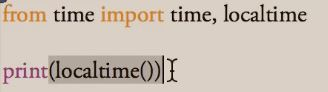 from time import time, localtime
print(localtime())